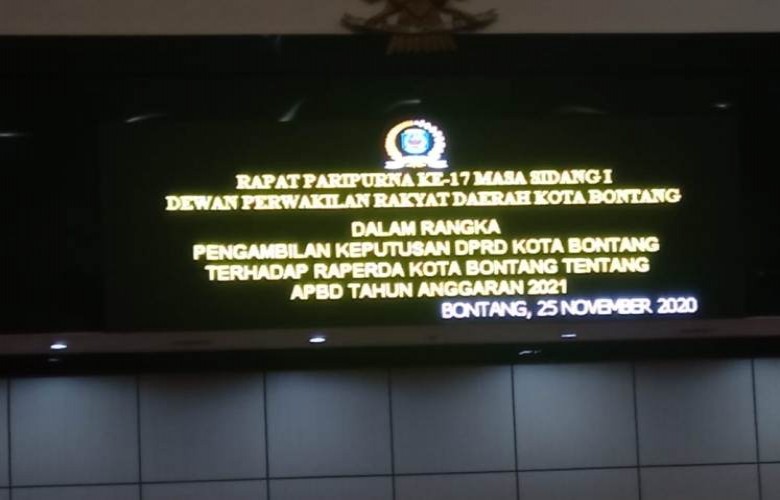 RAPAT PARIPURNA KE-17 MASA SIDANG I
DEWAN PERWAKILAN RAKYAT DAERAH KOTA BONTANG
DALAM RANGKA
PENGAMBILAN KEPUTUSAN DPRD KOTA BONTANG
TERHADAP RAPERDA KOTA BONTANG TENTANG
APBD TAHUN ANGGARAN 2021
BONTANG, 25 NOVEMBER 2020